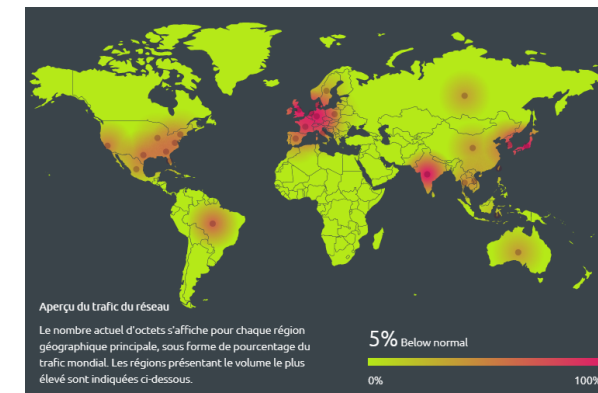 Aperçu du trafic du réseau
Le nombre actuel d'octets s'affiche pour chaque région
géographique principale, sous forme de pourcentage du
trafic mondial. Les régions présentant le volume le plus
élevé sont indiquées ci-dessous.
5% Below normal
0% 100%